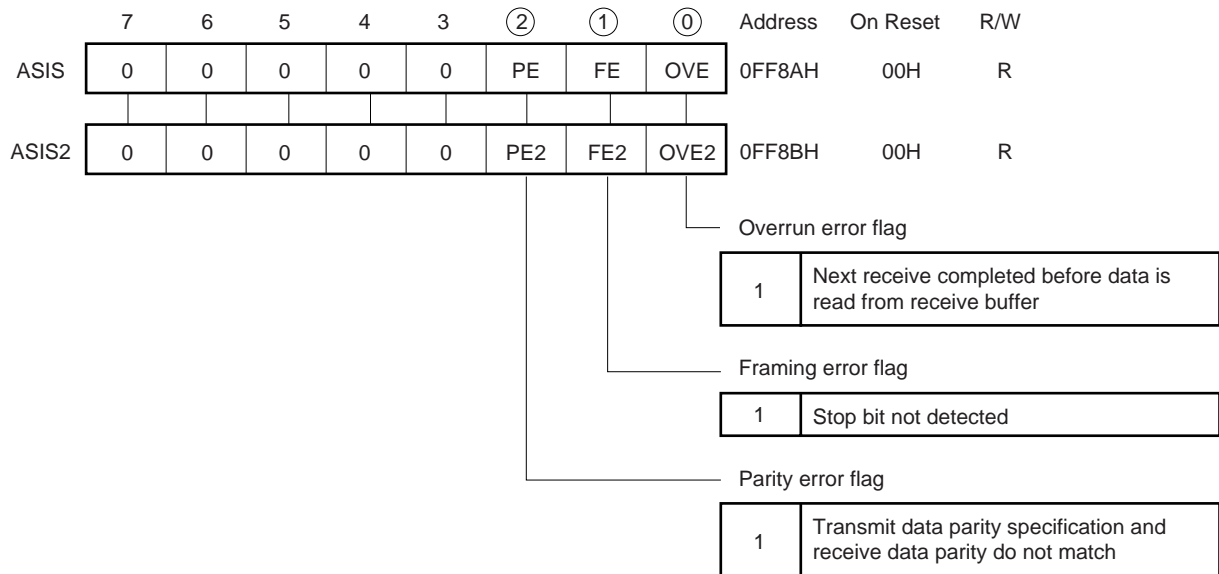 7 6 5 4 3 2 1 0 Address On Reset R/W
ASIS 0 0 0 0 0 PE FE OVE 0FF8AH 00H R
ASIS2 0 0 0 0 0 PE2 FE2 OVE2 0FF8BH 00H R
Overrun error flag
1 Next receive completed before data is
read from receive buffer
Framing error flag
1 Stop bit not detected
Parity error flag
1 Transmit data parity specification and
receive data parity do not match